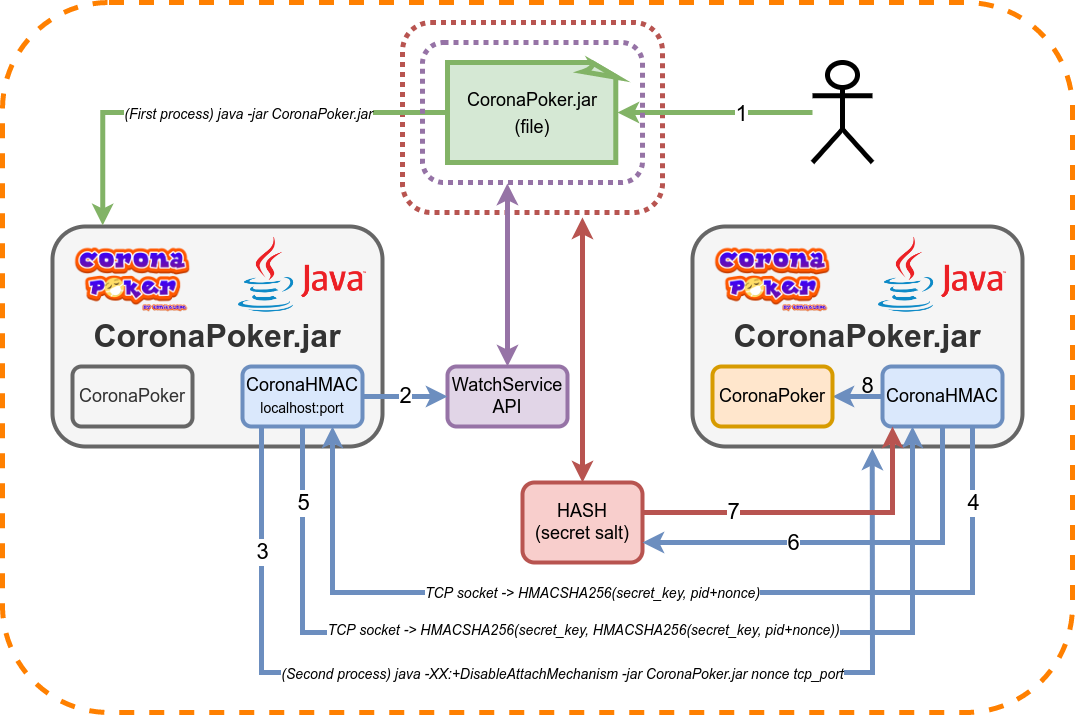 CoronaPoker.jar
(file)
1
(First process) java -jar CoronaPoker.jar
corona
poker
Java
CoronaPoker.jar
CoronaPoker
CoronaHMAC
localhost:port
2
WatchService
API
corona
poker
Java
CoronaPoker.jar
CoronaPoker
8
CoronaHMAC
3
5
HASH
(secret salt)
7
6
4
TCP socket -> HMACSHA256(secret_key, pid+nonce)
TCP socket -> HMACSHA256(secret_key, HMACSHA256(secret_key, pid+nonce))
(Second process) java -XX:+DisableAttachMechanism -jar CoronaPoker.jar nonce tcp_port